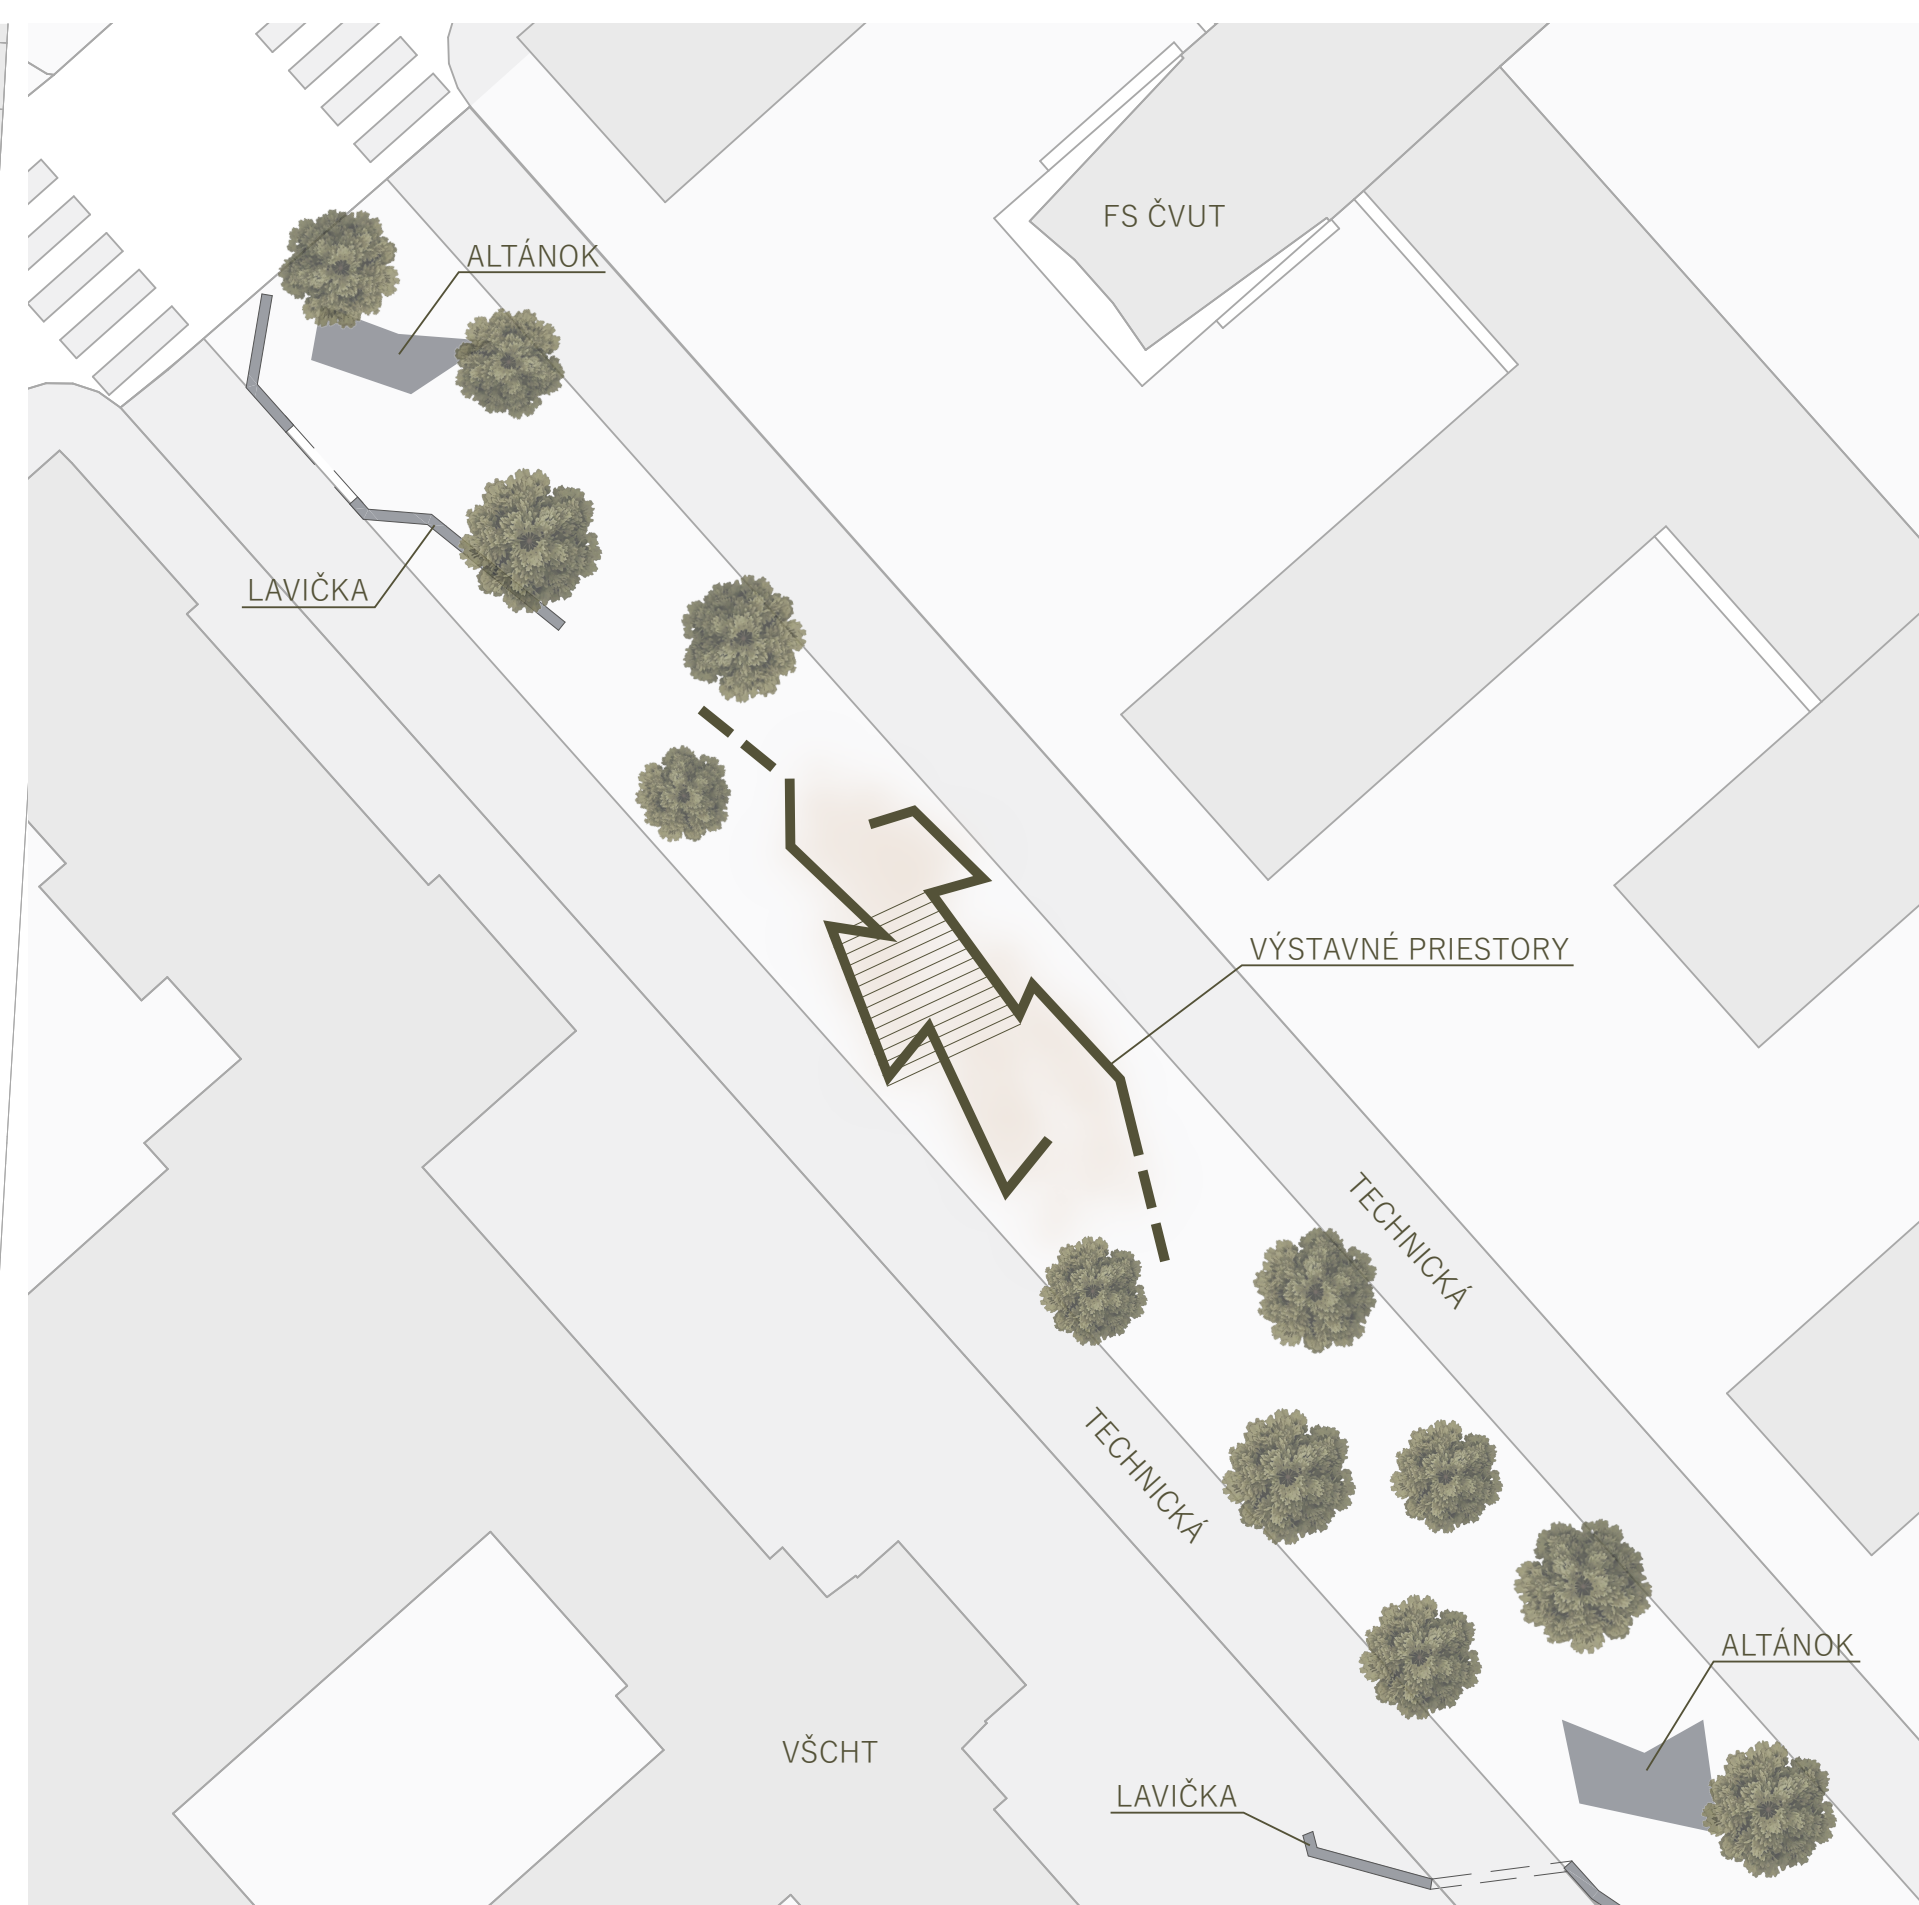 FS ČVUT
ALTÁNOK
LAVIČKA
VÝSTAVNÉ PRIESTORY
TECHNICKÁ
TECHNICKÁ
ALTÁNOK
VŠCHT
LAVIČKA